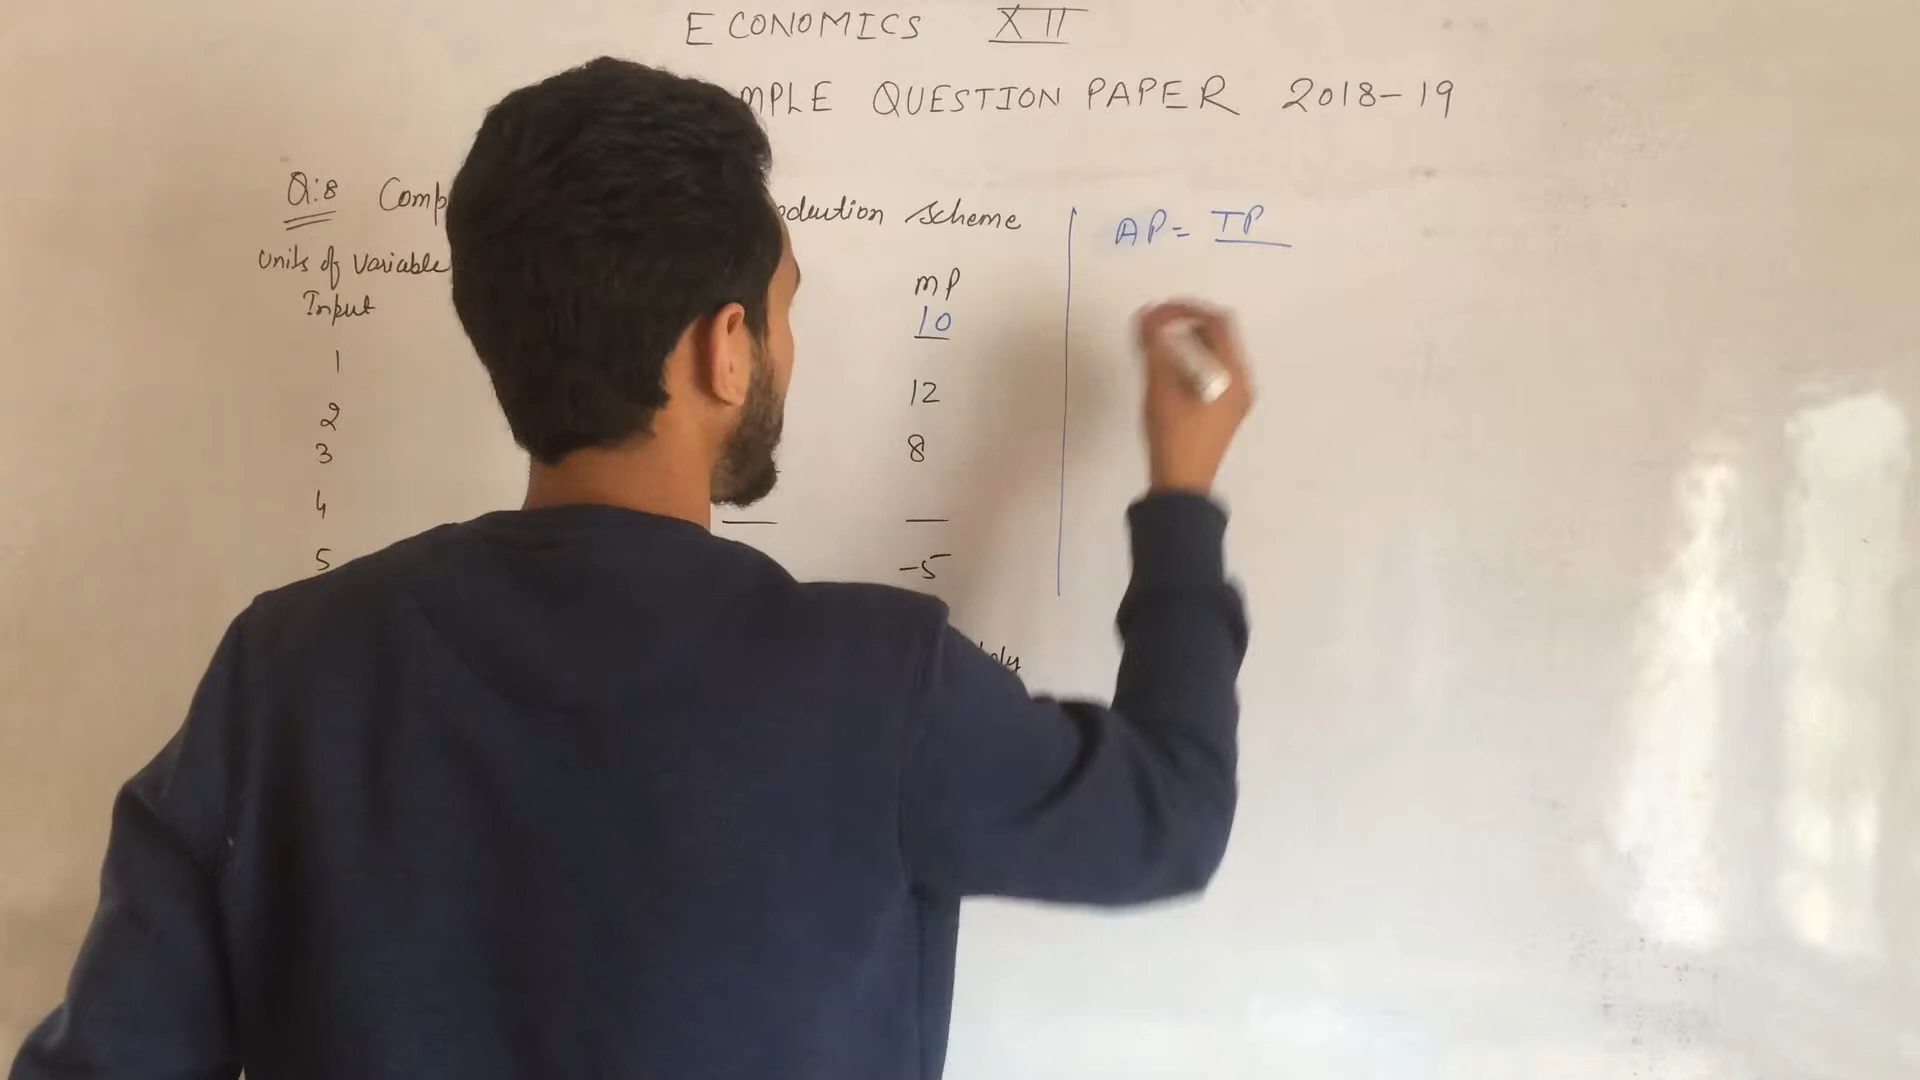 ECONOMICS XII
MPLE QUESTION PAPER 2018-19
Q:8 Comp oduction scheme
Units of Variable
Input
MP
10
1
12
2
3 8
4 — —
5 -5
AP = TP